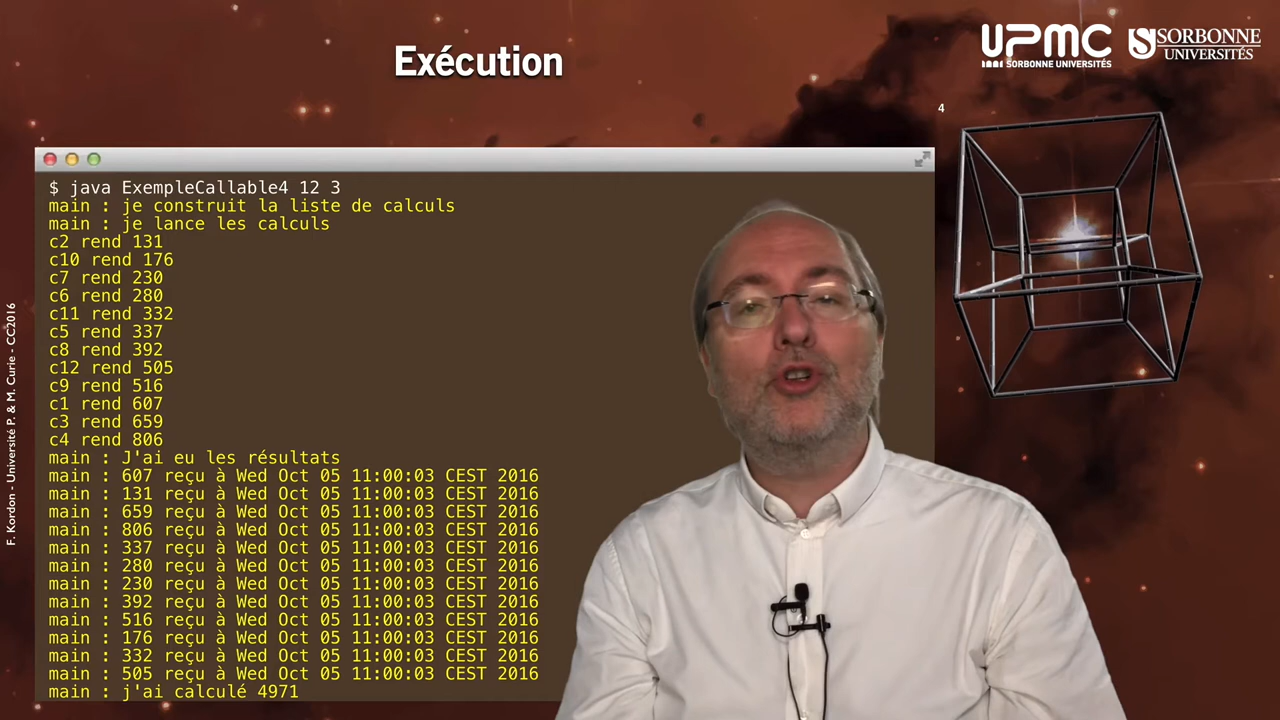 Exécution
UPMC
SORBONNE UNIVERSITÉS
SORBONNE
UNIVERSITÉS
4
$ java ExempleCallable4 12 3
main : je construit la liste de calculs
main : je lance les calculs
c2 rend 131
c10 rend 176
c7 rend 230
c6 rend 280
c11 rend 332
c5 rend 337
c8 rend 392
c12 rend 505
c9 rend 516
c1 rend 607
c3 rend 659
c4 rend 806
main : J'ai eu les résultats
main : 607 reçu à Wed Oct 05 11:00:03 CEST 2016
main : 131 reçu à Wed Oct 05 11:00:03 CEST 2016
main : 659 reçu à Wed Oct 05 11:00:03 CEST 2016
main : 806 reçu à Wed Oct 05 11:00:03 CEST 2016
main : 337 reçu à Wed Oct 05 11:00:03 CEST 2016
main : 280 reçu à Wed Oct 05 11:00:03 CEST 2016
main : 230 reçu à Wed Oct 05 11:00:03 CEST 2016
main : 392 reçu à Wed Oct 05 11:00:03 CEST 2016
main : 516 reçu à Wed Oct 05 11:00:03 CEST 2016
main : 176 reçu à Wed Oct 05 11:00:03 CEST 2016
main : 332 reçu à Wed Oct 05 11:00:03 CEST 2016
main : 505 reçu à Wed Oct 05 11:00:03 CEST 2016
main : j'ai calculé 4971
F. Kordon - Université P. & M. Curie - CC2016